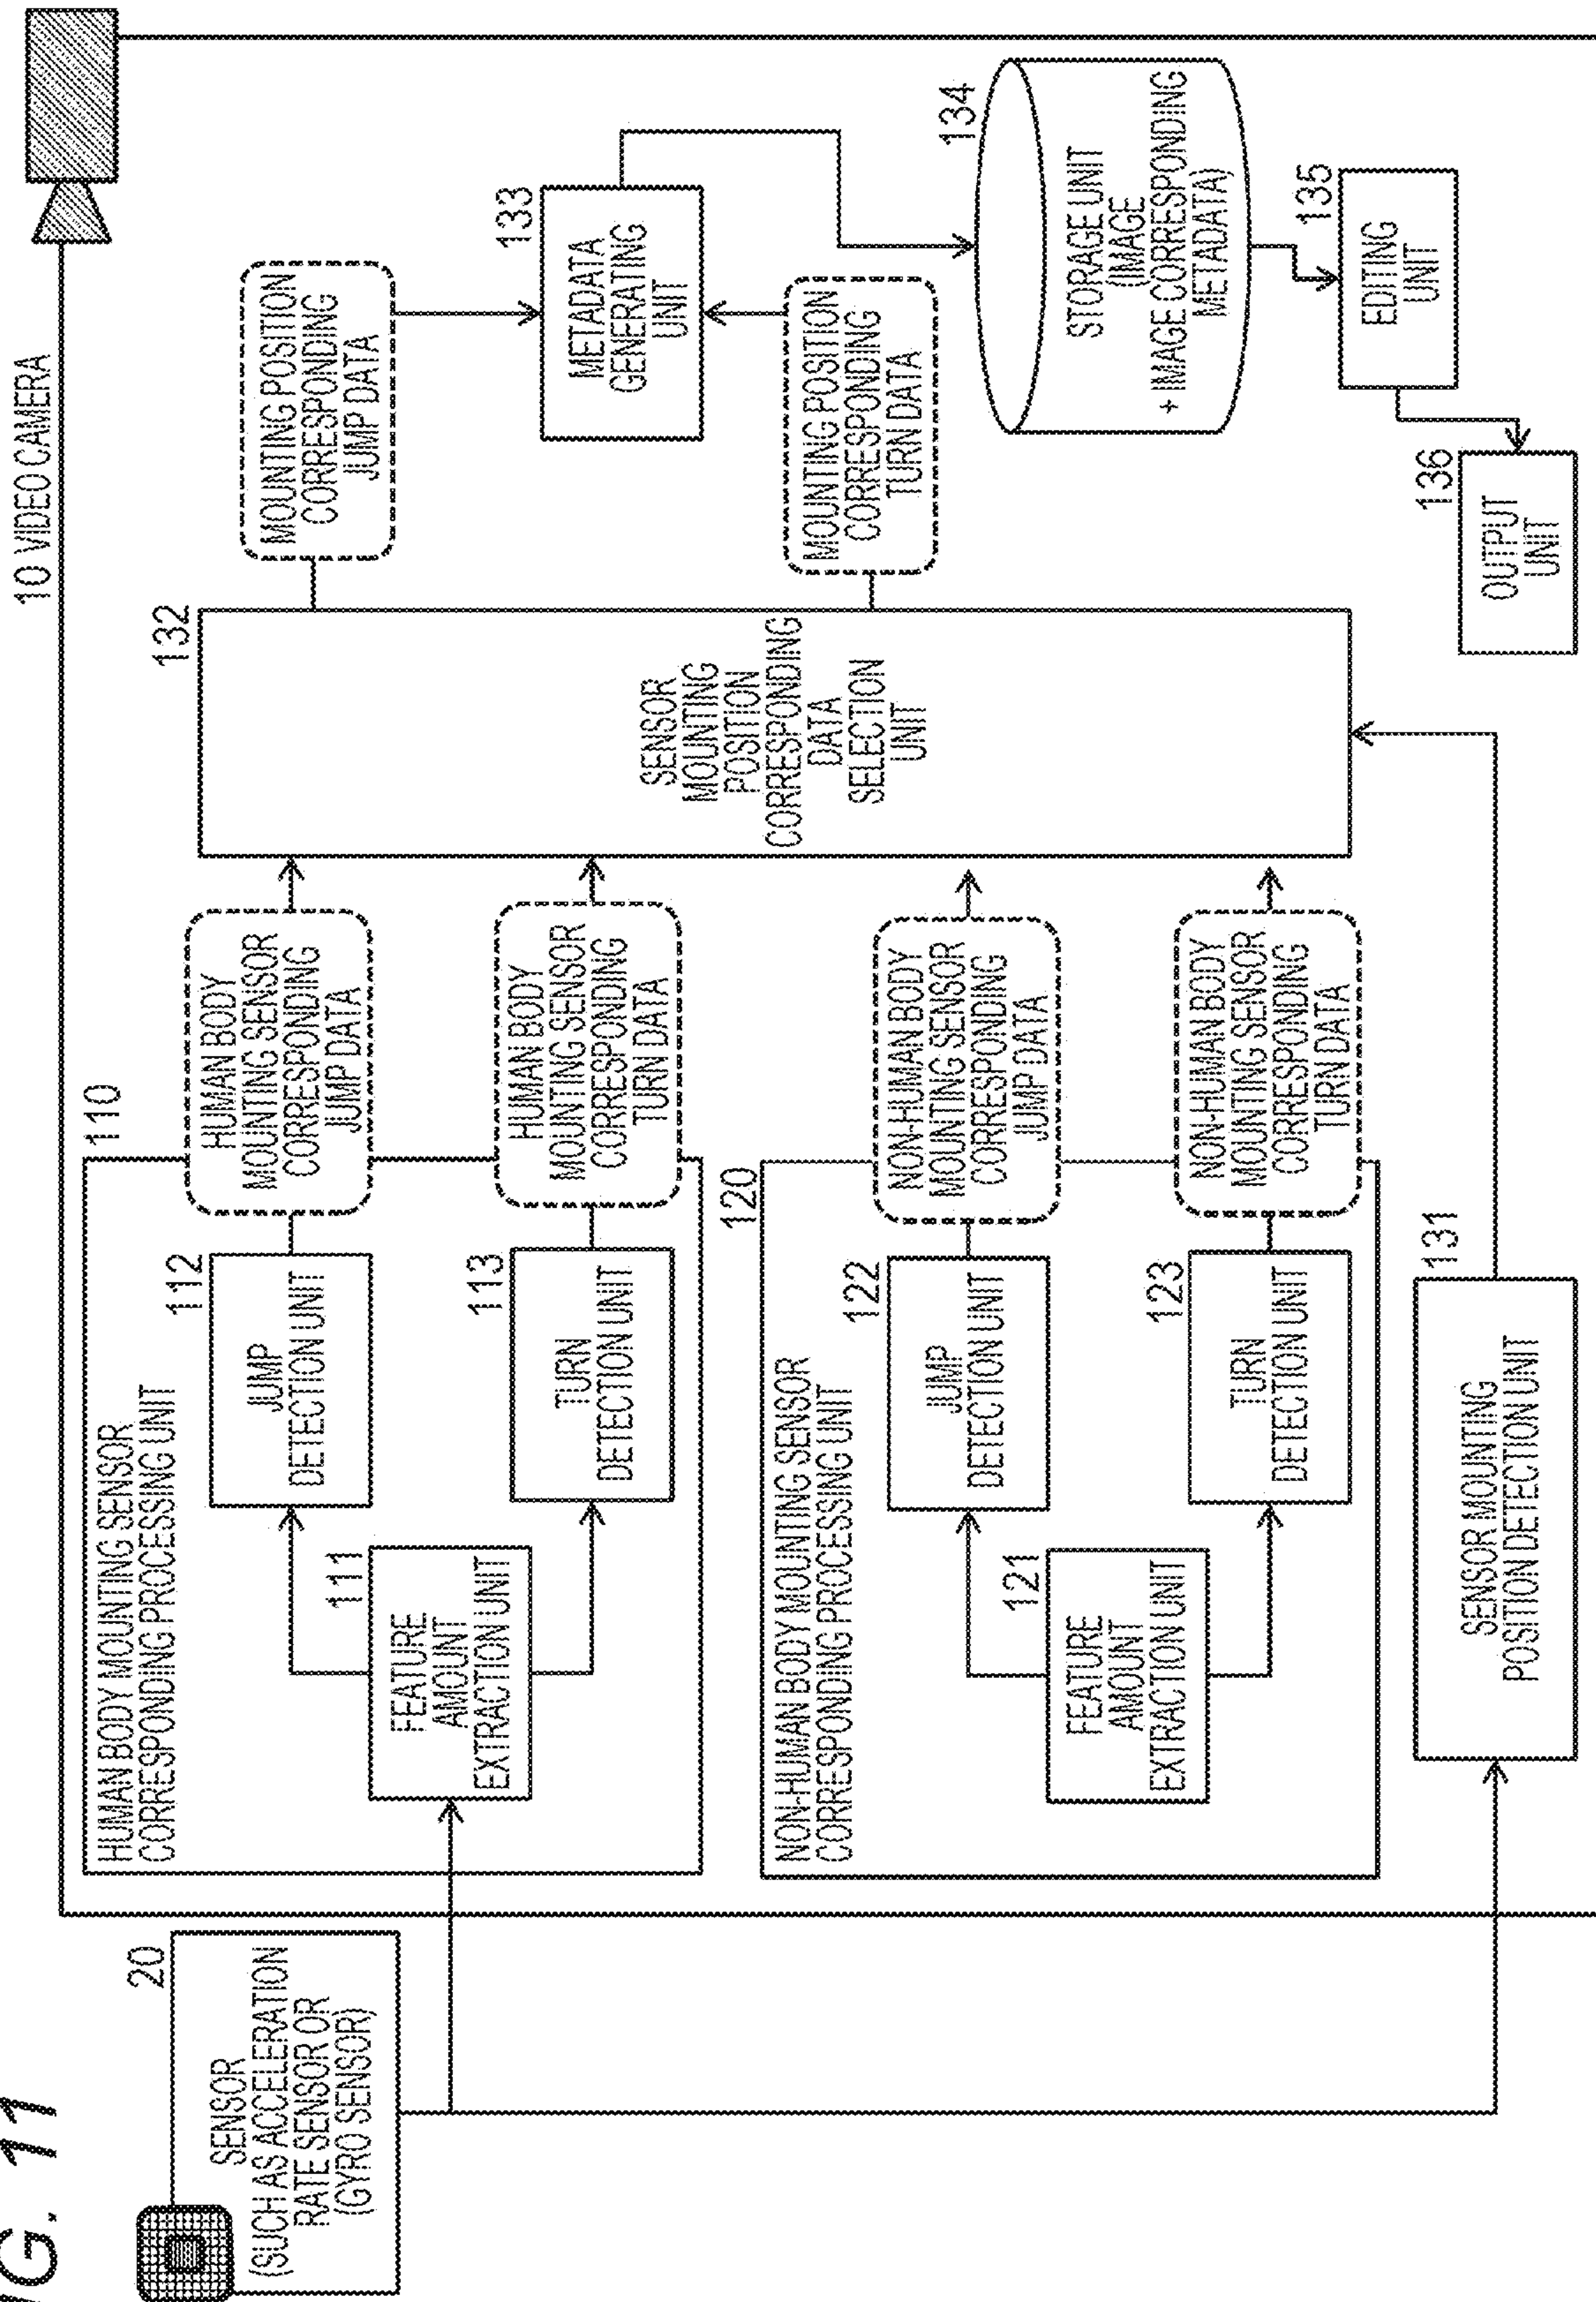 FIG. 11
10 VIDEO CAMERA
20
SENSOR
(SUCH AS ACCELERATION
RATE SENSOR OR
(GYRO SENSOR)
110
HUMAN BODY MOUNTING SENSOR
CORRESPONDING PROCESSING UNIT
111
FEATURE
AMOUNT
EXTRACTION UNIT
112
JUMP
DETECTION UNIT
113
TURN
DETECTION UNIT
HUMAN BODY
MOUNTING SENSOR
CORRESPONDING
JUMP DATA
HUMAN BODY
MOUNTING SENSOR
CORRESPONDING
TURN DATA
120
NON-HUMAN BODY MOUNTING SENSOR
CORRESPONDING PROCESSING UNIT
121
FEATURE
AMOUNT
EXTRACTION UNIT
122
JUMP
DETECTION UNIT
123
TURN
DETECTION UNIT
NON-HUMAN BODY
MOUNTING SENSOR
CORRESPONDING
JUMP DATA
NON-HUMAN BODY
MOUNTING SENSOR
CORRESPONDING
TURN DATA
131
SENSOR MOUNTING
POSITION DETECTION UNIT
132
SENSOR
MOUNTING
POSITION
CORRESPONDING
DATA
SELECTION
UNIT
MOUNTING POSITION
CORRESPONDING
JUMP DATA
133
METADATA
GENERATING
UNIT
MOUNTING POSITION
CORRESPONDING
TURN DATA
134
STORAGE UNIT
(IMAGE
+ IMAGE CORRESPONDING
METADATA)
135
EDITING
UNIT
136
OUTPUT
UNIT